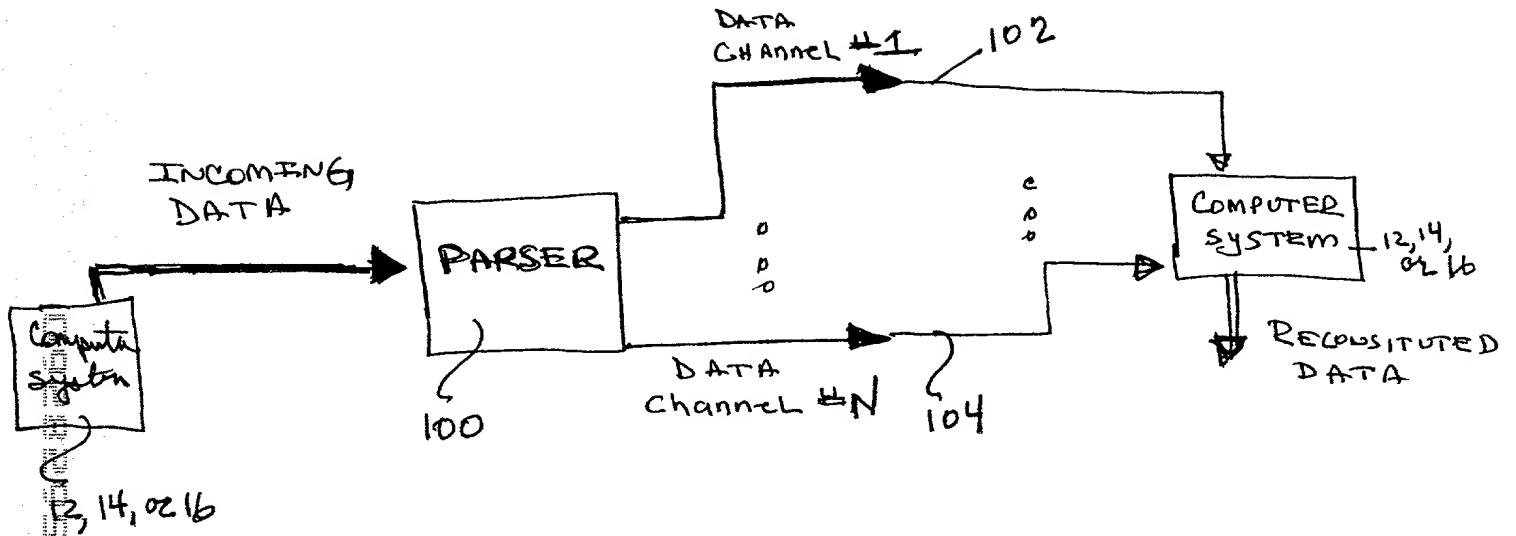 DATA
CHANNEL #1
102
INCOMING
DATA
PARSER
COMPUTER
SYSTEM
12, 14,
or 16
Computer
System
RECONSITUTED
DATA
DATA
Channel #N
100
104
12, 14, or 16